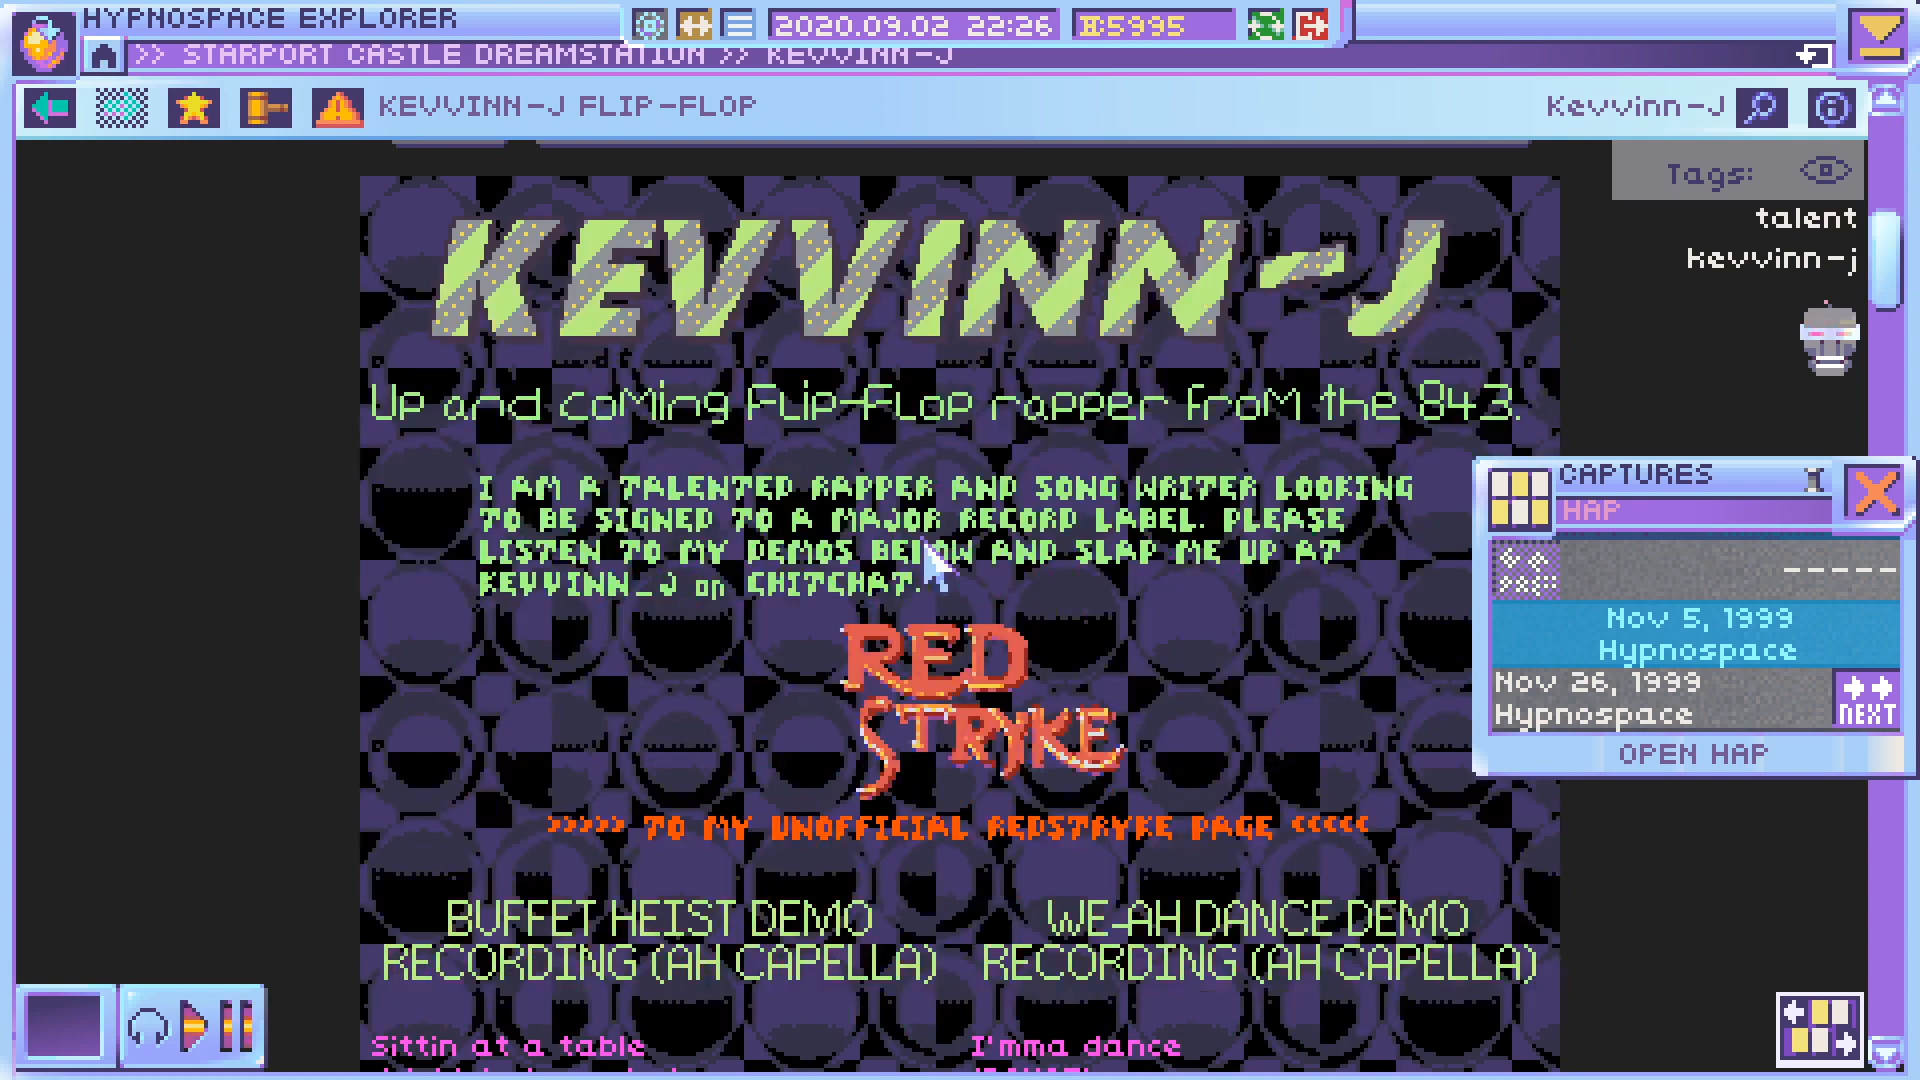 HYPNOSPACE EXPLORER
2020.09.02 22:26
5995
>> STARPORT CASTLE DREAMSTATION >> KEVVINN-J
KEVVINN-J FLIP-FLOP
Kevvinn-J
Tags:
talent
kevvinn-j
KEVVINN-J
Up and coming Flip-Flop rapper from the 843.
I AM A TALENTED RAPPER AND SONG WRITER LOOKING
TO BE SIGNED TO A MAJOR RECORD LABEL. PLEASE
LISTEN TO MY DEMOS BELOW AND SLAP ME UP AT
KEVVINN_J on CHITCHAT.
RED
STRYKE
>>>>> TO MY UNOFFICIAL REDSTRYKE PAGE <<<<<
BUFFET HEIST DEMO
RECORDING (AH CAPELLA)
WE-AH DANCE DEMO
RECORDING (AH CAPELLA)
Sittin at a table
I'mma dance
CAPTURES
HAP
-----
Nov 5, 1999
Hypnospace
Nov 26, 1999
Hypnospace
NEXT
OPEN HAP